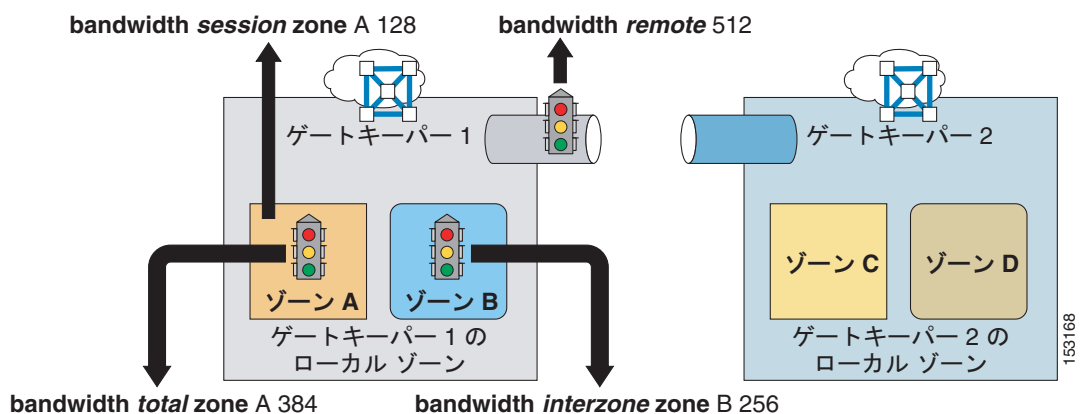 bandwidth session zone A 128
bandwidth remote 512
ゲートキーパー 1
ゲートキーパー 2
ゾーン A
ゾーン B
ゾーン C
ゾーン D
ゲートキーパー 1 の
ローカル ゾーン
ゲートキーパー 2 の
ローカル ゾーン
153168
bandwidth total zone A 384
bandwidth interzone zone B 256